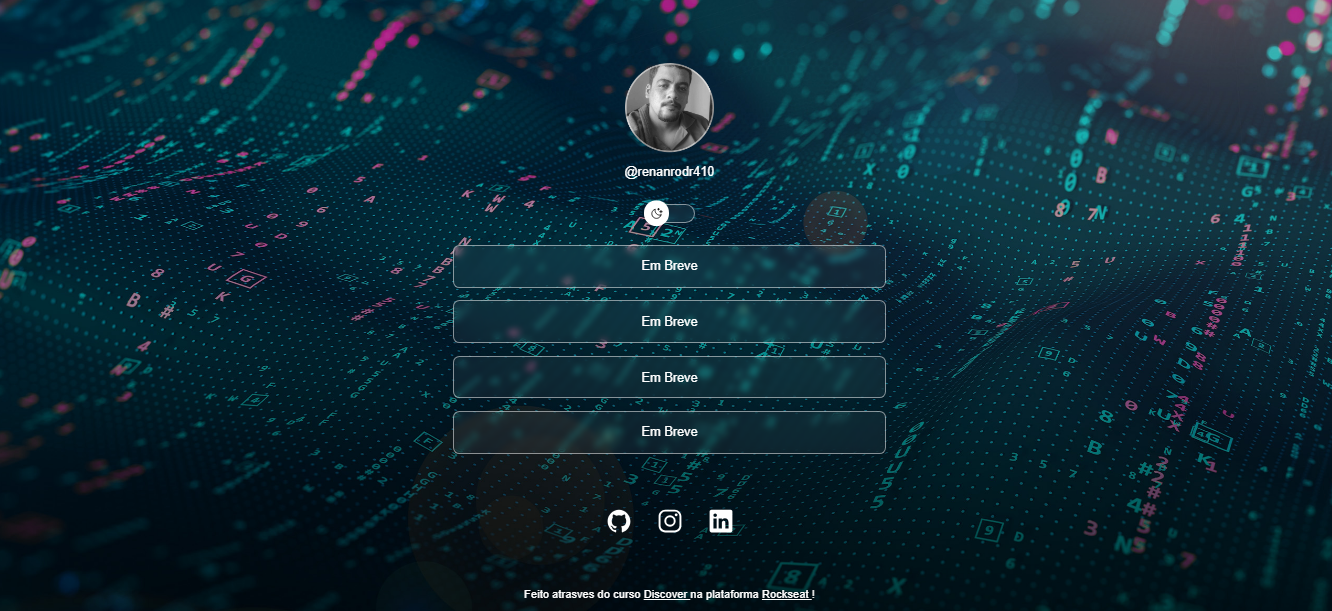 @renanrodr410
Em Breve
Em Breve
Em Breve
Em Breve
Feito atrasves do curso Discover na plataforma Rockseat !